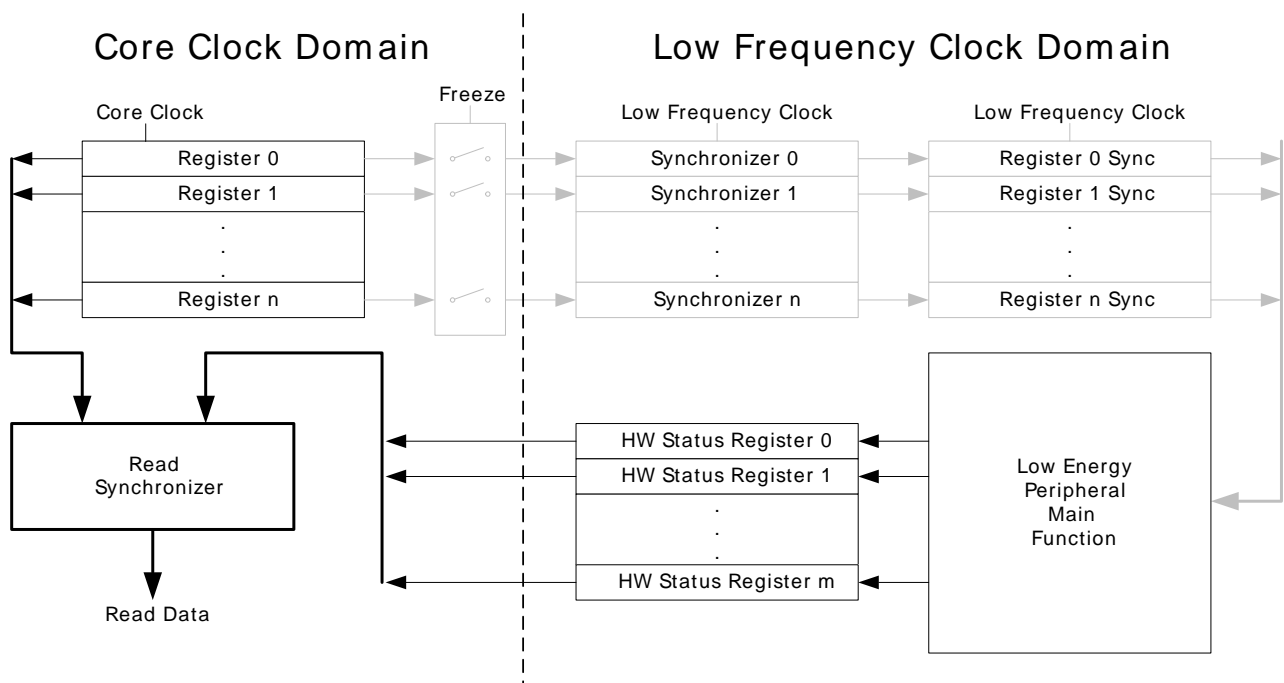 Core Clock Domain
Low Frequency Clock Domain
Freeze
Core Clock
Low Frequency Clock
Low Frequency Clock
Register 0
Synchronizer 0
Register 0 Sync
Register 1
Synchronizer 1
Register 1 Sync
.
.
.
.
.
.
.
.
.
Register n
Synchronizer n
Register n Sync
HW Status Register 0
HW Status Register 1
.
.
.
HW Status Register m
Read
Synchronizer
Low Energy
Peripheral
Main
Function
Read Data